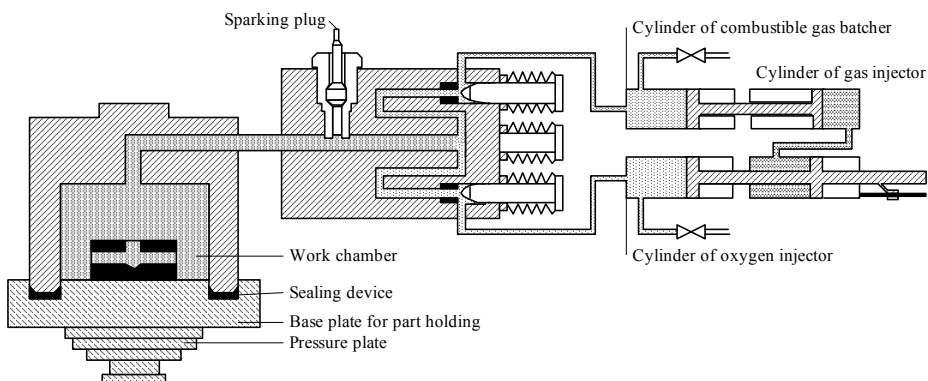 Sparking plug
Cylinder of combustible gas batcher
Cylinder of gas injector
Work chamber
Cylinder of oxygen injector
Sealing device
Base plate for part holding
Pressure plate